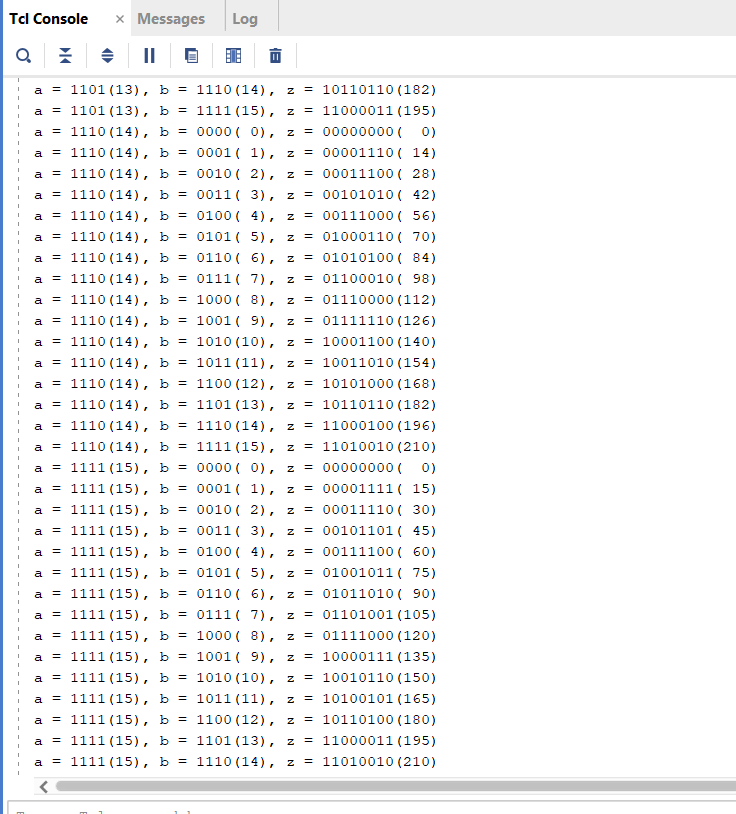 Tcl Console × Messages Log
a = 1101(13), b = 1110(14), z = 10110110(182)
a = 1101(13), b = 1111(15), z = 11000011(195)
a = 1110(14), b = 0000( 0), z = 00000000(  0)
a = 1110(14), b = 0001( 1), z = 00001110( 14)
a = 1110(14), b = 0010( 2), z = 00011100( 28)
a = 1110(14), b = 0011( 3), z = 00101010( 42)
a = 1110(14), b = 0100( 4), z = 00111000( 56)
a = 1110(14), b = 0101( 5), z = 01000110( 70)
a = 1110(14), b = 0110( 6), z = 01010100( 84)
a = 1110(14), b = 0111( 7), z = 01100010( 98)
a = 1110(14), b = 1000( 8), z = 01110000(112)
a = 1110(14), b = 1001( 9), z = 01111110(126)
a = 1110(14), b = 1010(10), z = 10001100(140)
a = 1110(14), b = 1011(11), z = 10011010(154)
a = 1110(14), b = 1100(12), z = 10101000(168)
a = 1110(14), b = 1101(13), z = 10110110(182)
a = 1110(14), b = 1110(14), z = 11000100(196)
a = 1110(14), b = 1111(15), z = 11010010(210)
a = 1111(15), b = 0000( 0), z = 00000000(  0)
a = 1111(15), b = 0001( 1), z = 00001111( 15)
a = 1111(15), b = 0010( 2), z = 00011110( 30)
a = 1111(15), b = 0011( 3), z = 00101101( 45)
a = 1111(15), b = 0100( 4), z = 00111100( 60)
a = 1111(15), b = 0101( 5), z = 01001011( 75)
a = 1111(15), b = 0110( 6), z = 01011010( 90)
a = 1111(15), b = 0111( 7), z = 01101001(105)
a = 1111(15), b = 1000( 8), z = 01111000(120)
a = 1111(15), b = 1001( 9), z = 10000111(135)
a = 1111(15), b = 1010(10), z = 10010110(150)
a = 1111(15), b = 1011(11), z = 10100101(165)
a = 1111(15), b = 1100(12), z = 10110100(180)
a = 1111(15), b = 1101(13), z = 11000011(195)
a = 1111(15), b = 1110(14), z = 11010010(210)